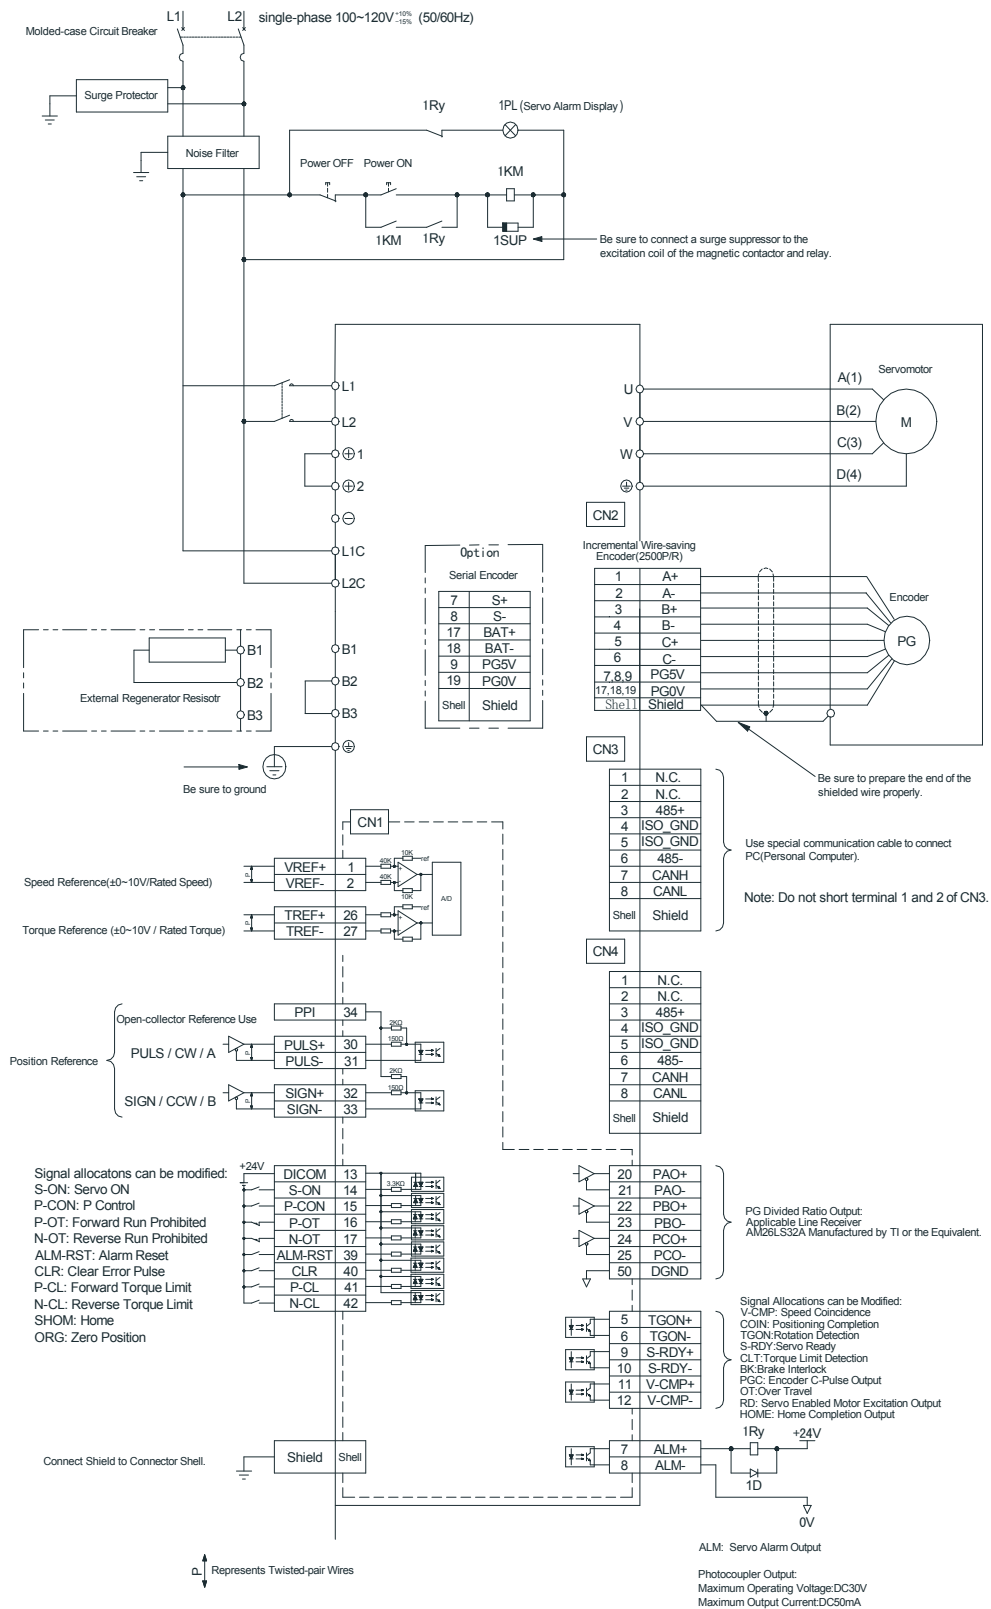 L1 L2 single-phase 100~120V +10% -15% (50/60Hz)
Molded-case Circuit Breaker
Surge Protector
Noise Filter
1Ry 1PL (Servo Alarm Display)
Power OFF Power ON 1KM
1KM 1Ry 1SUP
Be sure to connect a surge suppressor to the
excitation coil of the magnetic contactor and relay.
L1
L2
⊕1
⊕2
⊖
L1C
L2C
B1
B2
B3
U
V
W
A(1)
B(2)
C(3)
D(4)
Servomotor
M
External Regenerator Resisotr
B1
B2
B3
Be sure to ground
Option
Serial Encoder
7 S+
8 S-
17 BAT+
18 BAT-
9 PG5V
19 PG0V
Shell Shield
CN2
Incremental Wire-saving
Encoder(2500P/R)
1 A+
2 A-
3 B+
4 B-
5 C+
6 C-
7,8,9 PG5V
17,18,19 PG0V
Shell Shield
Encoder
PG
Be sure to prepare the end of the
shielded wire properly.
CN3
1 N.C.
2 N.C.
3 485+
4 ISO_GND
5 ISO_GND
6 485-
7 CANH
8 CANL
Shell Shield
Use special communication cable to connect
PC(Personal Computer).
Note: Do not short terminal 1 and 2 of CN3.
CN4
1 N.C.
2 N.C.
3 485+
4 ISO_GND
5 ISO_GND
6 485-
7 CANH
8 CANL
Shell Shield
CN1
Speed Reference(±0~10V/Rated Speed)
P
VREF+ 1
VREF- 2
40K
40K
10K
ref
10K
ref
A/D
Torque Reference (±0~10V / Rated Torque)
P
TREF+ 26
TREF- 27
Position Reference
Open-collector Reference Use
PPI 34
PULS / CW / A
P
PULS+ 30
PULS- 31
2KΩ
150Ω
SIGN / CCW / B
P
SIGN+ 32
SIGN- 33
2KΩ
150Ω
Signal allocatons can be modified:
S-ON: Servo ON
P-CON: P Control
P-OT: Forward Run Prohibited
N-OT: Reverse Run Prohibited
ALM-RST: Alarm Reset
CLR: Clear Error Pulse
P-CL: Forward Torque Limit
N-CL: Reverse Torque Limit
SHOM: Home
ORG: Zero Position
+24V
DICOM 13
S-ON 14
P-CON 15
P-OT 16
N-OT 17
ALM-RST 39
CLR 40
P-CL 41
N-CL 42
3.3KΩ
20 PAO+
21 PAO-
22 PBO+
23 PBO-
24 PCO+
25 PCO-
50 DGND
PG Divided Ratio Output:
Applicable Line Receiver
AM26LS32A Manufactured by TI or the Equivalent.
5 TGON+
6 TGON-
9 S-RDY+
10 S-RDY-
11 V-CMP+
12 V-CMP-
Signal Allocations can be Modified:
V-CMP: Speed Coincidence
COIN: Positioning Completion
TGON:Rotation Detection
S-RDY:Servo Ready
CLT:Torque Limit Detection
BK:Brake Interlock
PGC: Encoder C-Pulse Output
OT:Over Travel
RD: Servo Enabled Motor Excitation Output
HOME: Home Completion Output
7 ALM+
8 ALM-
1Ry +24V
1D
0V
Connect Shield to Connector Shell.
Shield Shell
ALM: Servo Alarm Output
P Represents Twisted-pair Wires
Photocoupler Output:
Maximum Operating Voltage:DC30V
Maximum Output Current:DC50mA